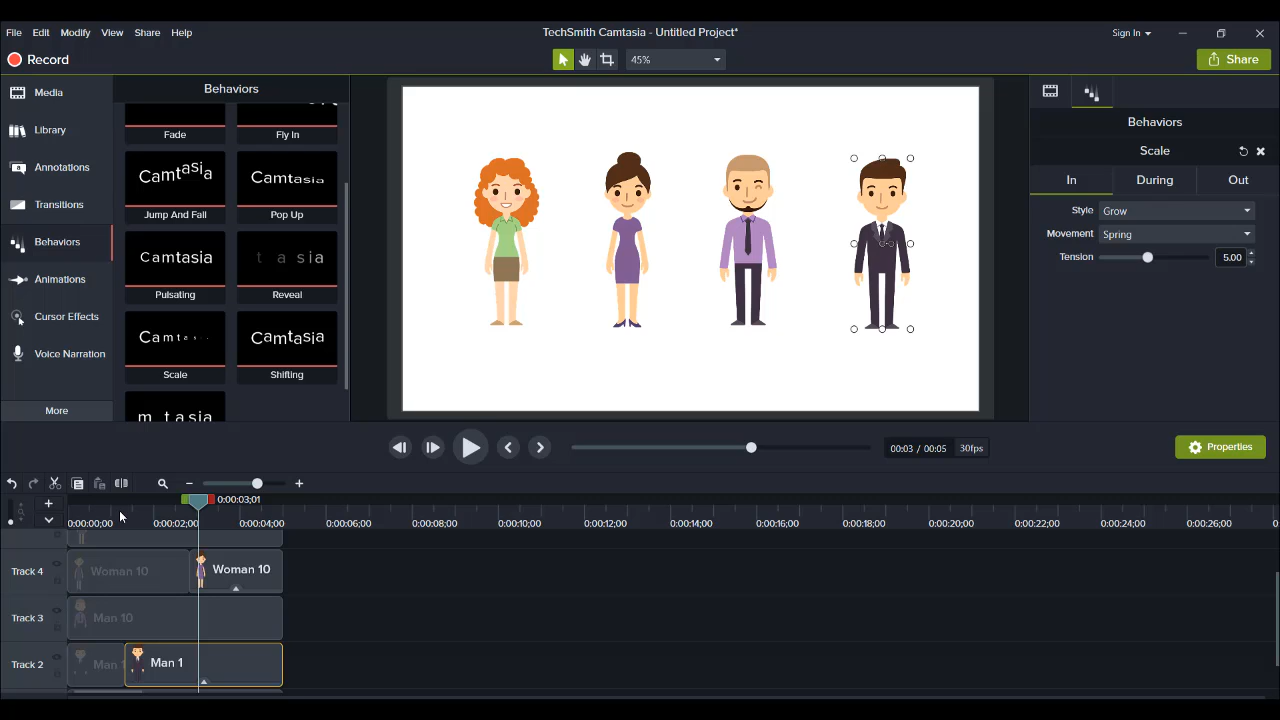 File Edit Modify View Share Help
TechSmith Camtasia - Untitled Project*
Sign In
Record
45%
Share
Media
Library
Annotations
Transitions
Behaviors
Animations
Cursor Effects
Voice Narration
More
Behaviors
Fade
Fly In
Camtasia
Camtasia
Jump And Fall
Pop Up
Camtasia
t a sia
Pulsating
Reveal
Camtas
Camtasia
Scale
Shifting
m tasia
Behaviors
Scale
In During Out
Style Grow
Movement Spring
Tension 5.00
00:03 / 00:05 30fps
Properties
0:00:03;01
0:00:00;00 0:00:02;00 0:00:04;00 0:00:06;00 0:00:08;00 0:00:10;00 0:00:12;00 0:00:14;00 0:00:16;00 0:00:18;00 0:00:20;00 0:00:22;00 0:00:24;00 0:00:26;00
Track 4 Woman 10 Woman 10
Track 3 Man 10
Track 2 Man Man 1